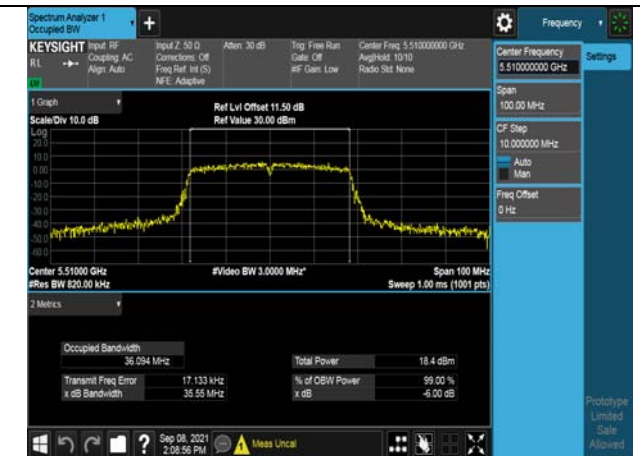 Spectrum Analyzer 1
Occupied BW
+
Frequency
KEYSIGHT
RL
Input: RF
Coupling: AC
Align: Auto
Input Z: 50 Ω
Corrections: Off
Freq Ref: Int (S)
NFE: Adaptive
Atten: 30 dB
Trig: Free Run
Gate: Off
#IF Gain: Low
Center Freq: 5.510000000 GHz
Avg|Hold: 10/10
Radio Std: None
Center Frequency
5.510000000 GHz
Settings
Span
100.00 MHz
CF Step
10.000000 MHz
Auto
Man
Freq Offset
0 Hz
1 Graph
Scale/Div 10.0 dB
Ref Lvl Offset 11.50 dB
Ref Value 30.00 dBm
Log
20.0
10.0
0.00
-10.0
-20.0
-30.0
-40.0
-50.0
-60.0
Center 5.51000 GHz
#Res BW 820.00 kHz
#Video BW 3.0000 MHz*
Span 100 MHz
Sweep 1.00 ms (1001 pts)
2 Metrics
Occupied Bandwidth
36.094 MHz
Total Power 18.4 dBm
Transmit Freq Error 17.133 kHz
% of OBW Power 99.00 %
x dB Bandwidth 35.55 MHz
x dB -6.00 dB
Prototype
Limited
Sale
Allowed
?
Sep 08, 2021
2:08:56 PM
Meas Uncal